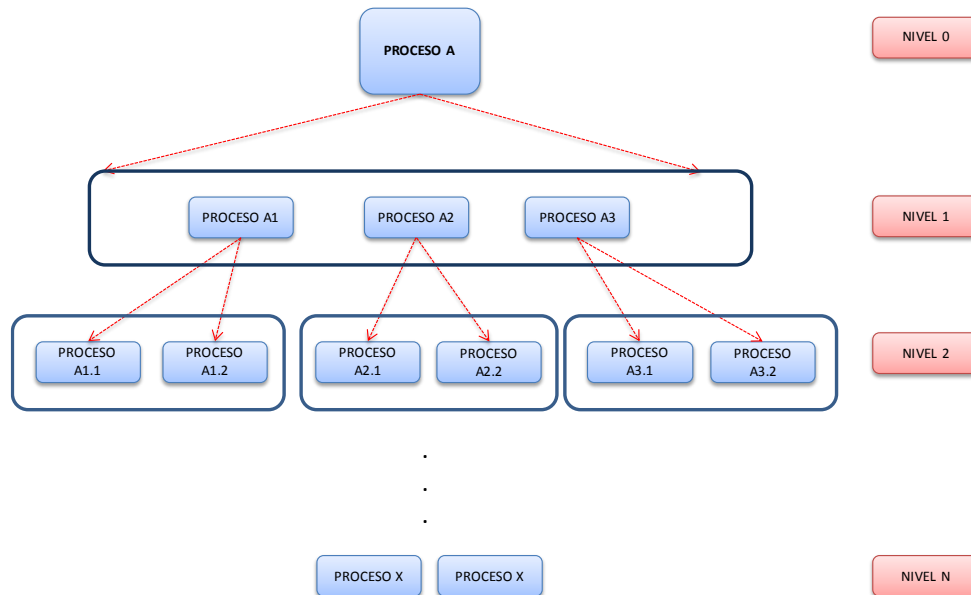 PROCESO A
NIVEL 0
PROCESO A1
PROCESO A2
PROCESO A3
NIVEL 1
PROCESO
A1.1
PROCESO
A1.2
PROCESO
A2.1
PROCESO
A2.2
PROCESO
A3.1
PROCESO
A3.2
NIVEL 2
.
.
.
PROCESO X
PROCESO X
NIVEL N